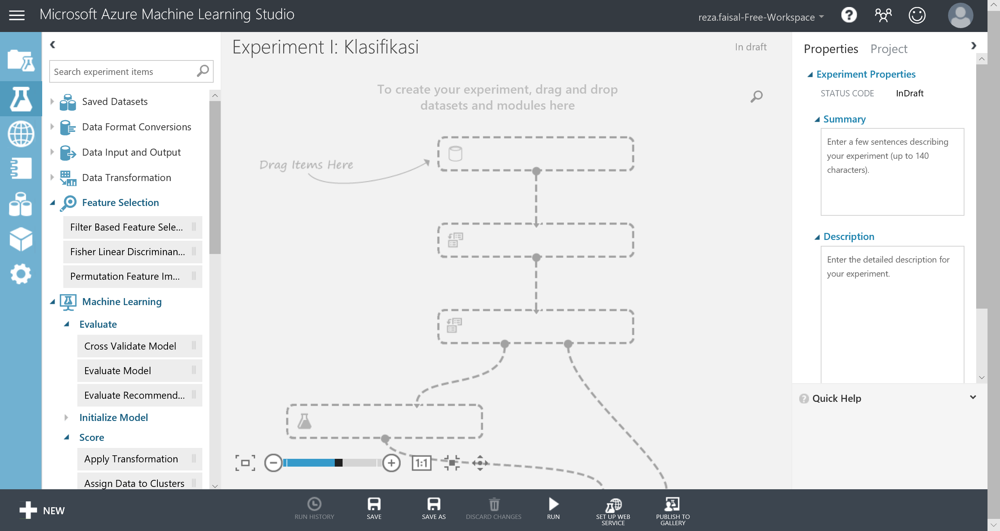 Microsoft Azure Machine Learning Studio
reza.faisal-Free-Workspace
Search experiment items
Saved Datasets
Data Format Conversions
Data Input and Output
Data Transformation
Feature Selection
Filter Based Feature Sele...
Fisher Linear Discriminan...
Permutation Feature Im...
Machine Learning
Evaluate
Cross Validate Model
Evaluate Model
Evaluate Recommend...
Initialize Model
Score
Apply Transformation
Assign Data to Clusters
Experiment I: Klasifikasi
In draft
To create your experiment, drag and drop
datasets and modules here
Drag Items Here
1:1
Properties
Project
Experiment Properties
STATUS CODE
InDraft
Summary
Enter a few sentences describing
your experiment (up to 140
characters).
Description
Enter the detailed description for
your experiment.
Quick Help
NEW
RUN HISTORY
SAVE
SAVE AS
DISCARD CHANGES
RUN
SET UP WEB
SERVICE
PUBLISH TO
GALLERY